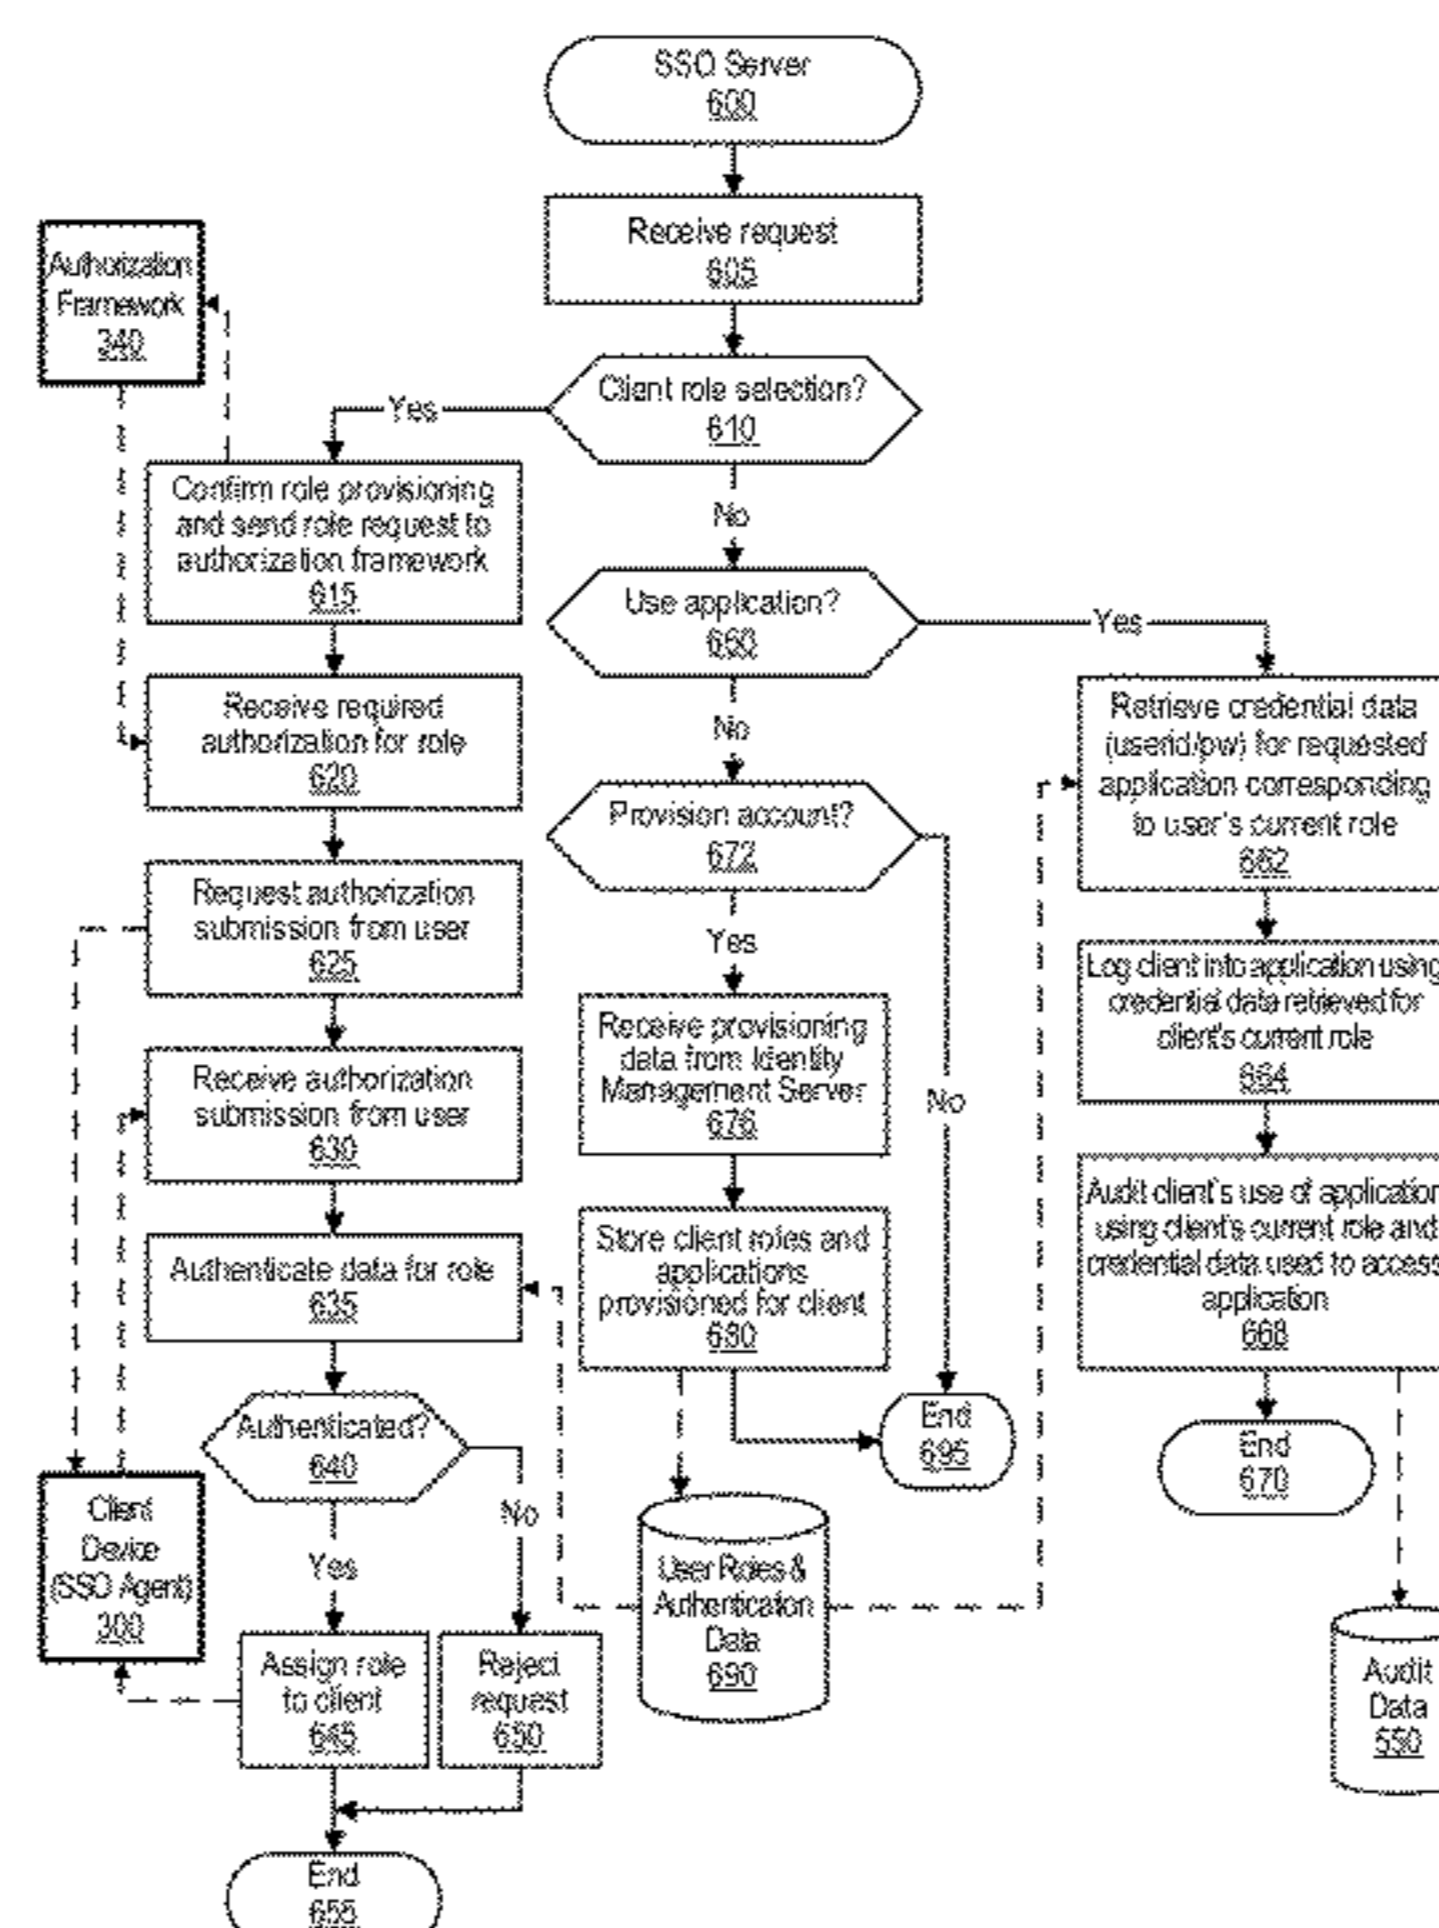 SSO Server
600
Receive request
605
Client role selection?
610
Yes
No
Authorization
Framework
340
Confirm role provisioning
and send role request to
authorization framework
615
Receive required
authorization for role
620
Request authorization
submission from user
625
Receive authorization
submission from user
630
Authenticate data for role
635
Authenticated?
640
Yes
No
Client
Device
(SSO Agent)
300
Assign role
to client
645
Reject
request
650
End
655
Use application?
660
Yes
No
Provision account?
672
Yes
No
Receive provisioning
data from Identity
Management Server
676
Store client roles and
applications
provisioned for client
680
End
695
User Roles &
Authentication
Data
690
Retrieve credential data
(userid/pw) for requested
application corresponding
to user's current role
662
Log client into application using
credential data retrieved for
client's current role
664
Audit client's use of application
using client's current role and
credential data used to access
application
668
End
670
Audit
Data
550